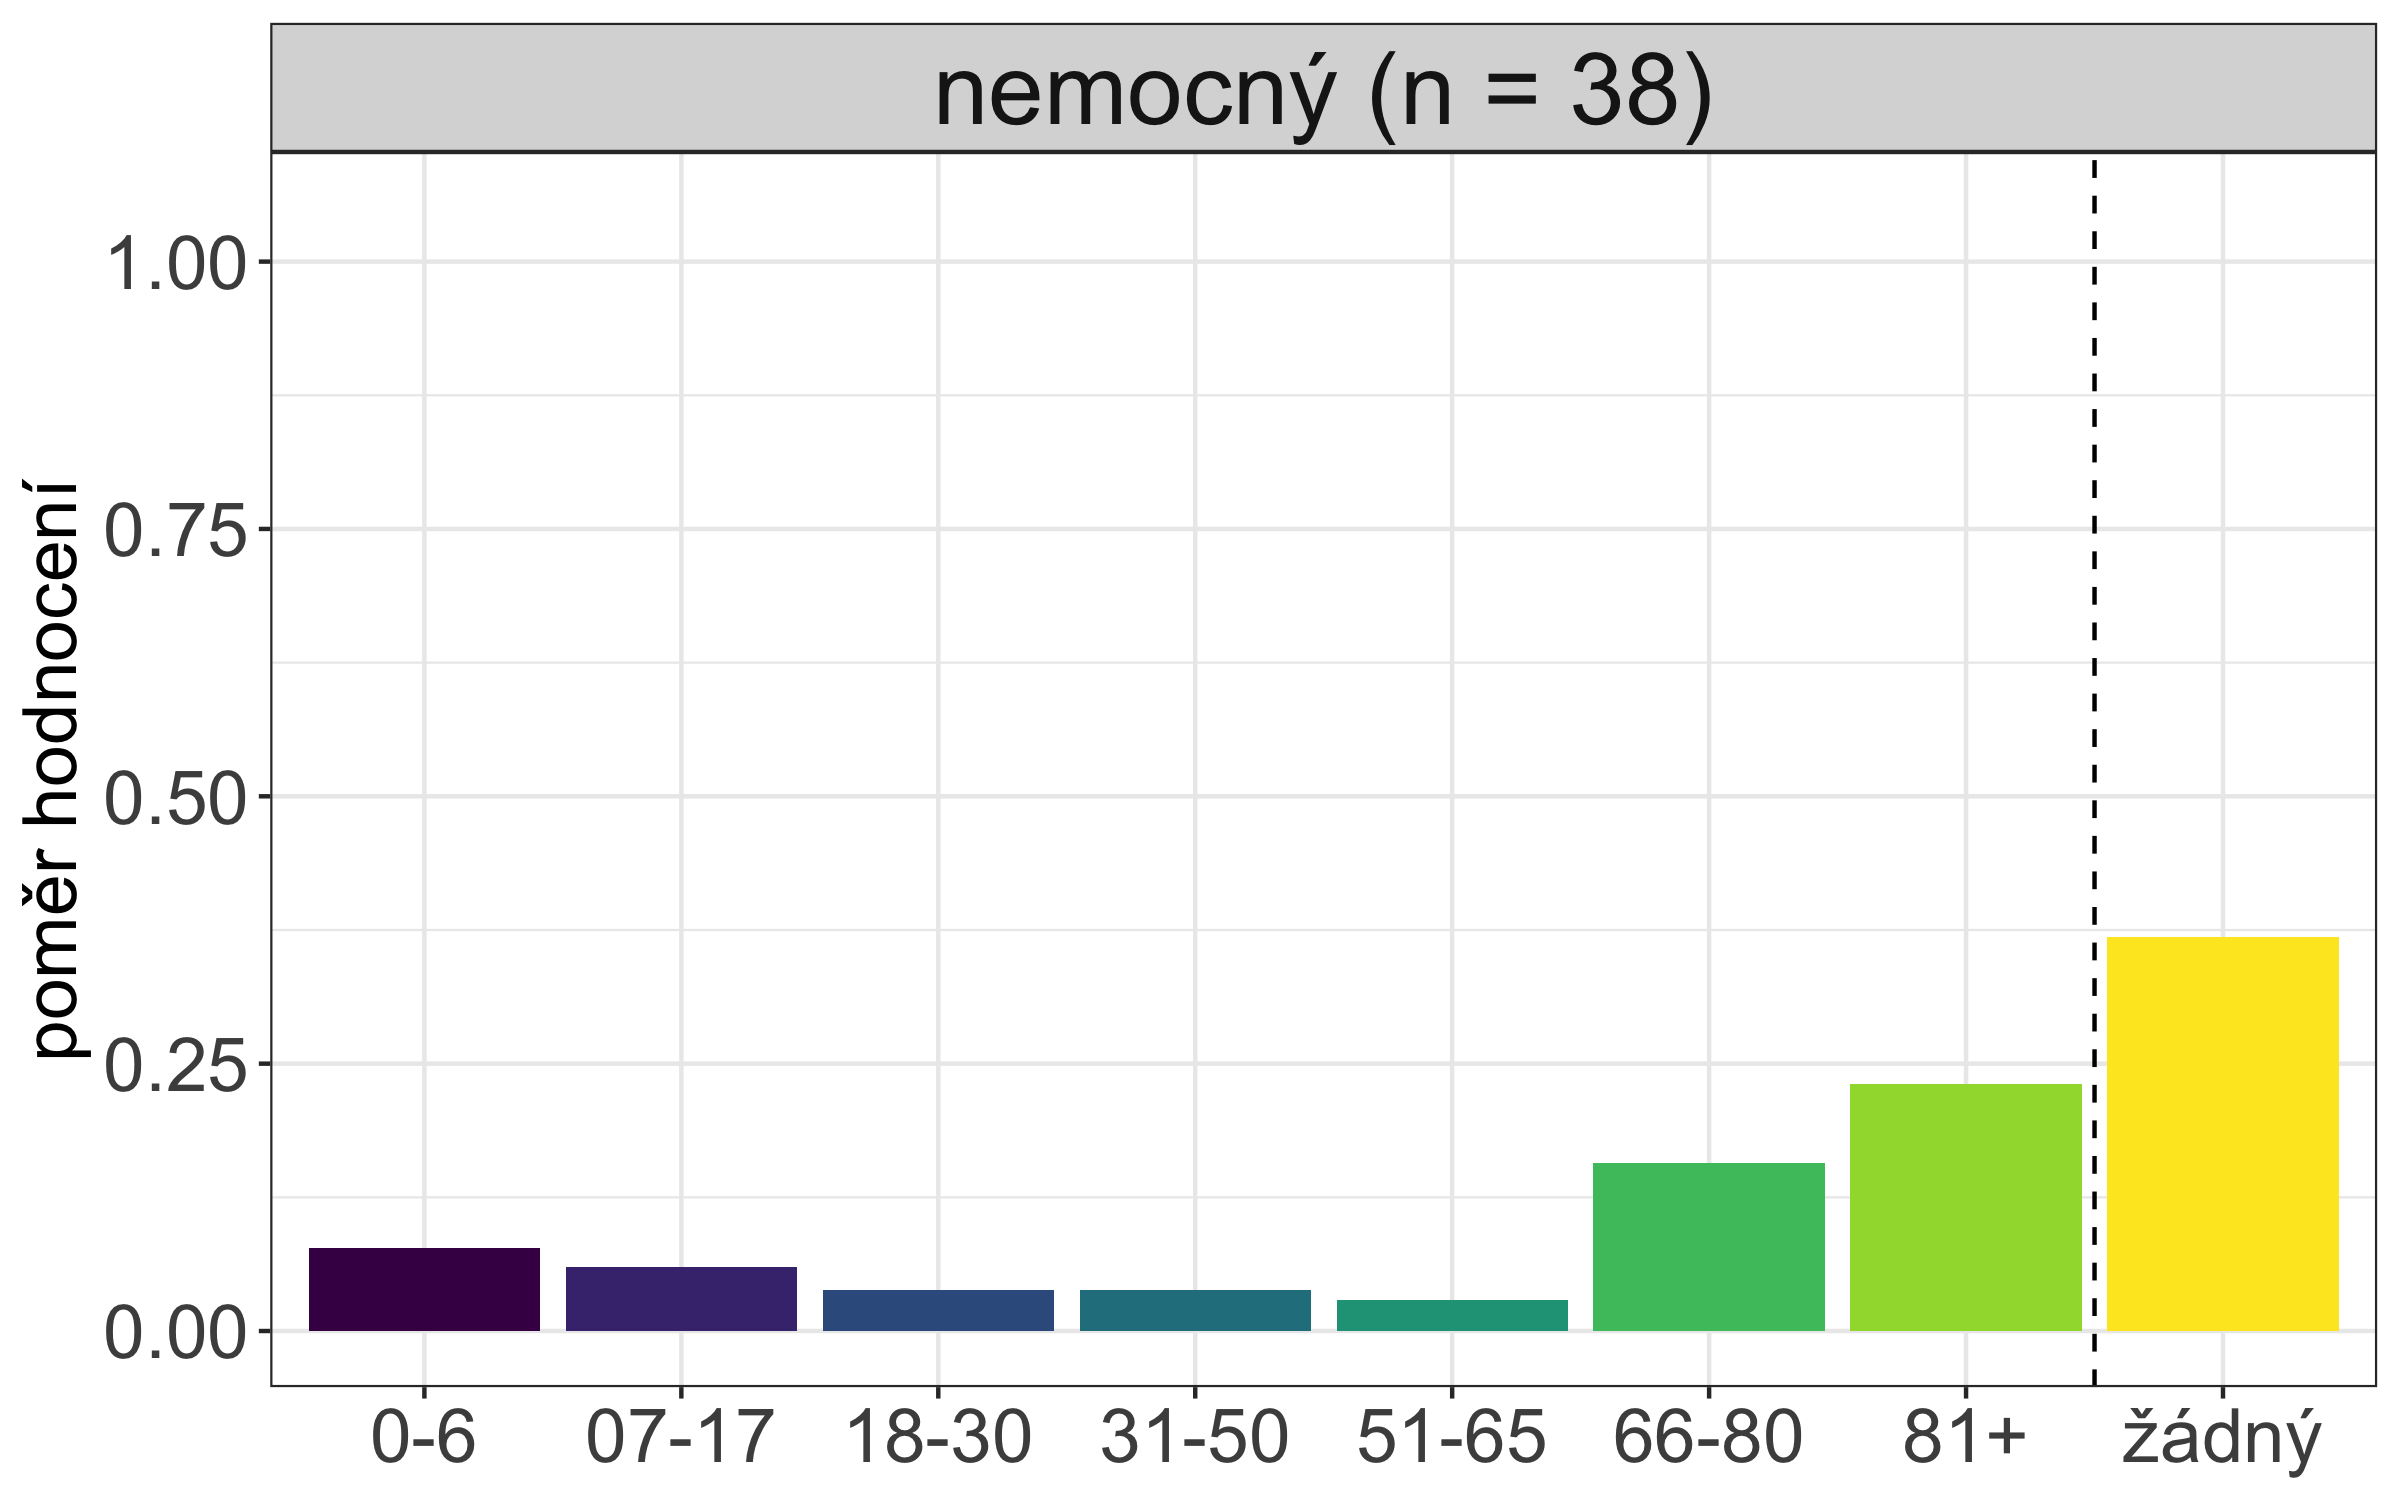 nemocný (n = 38)
poměr hodnocení
1.00
0.75
0.50
0.25
0.00
0-6 07-17 18-30 31-50 51-65 66-80 81+ žádný